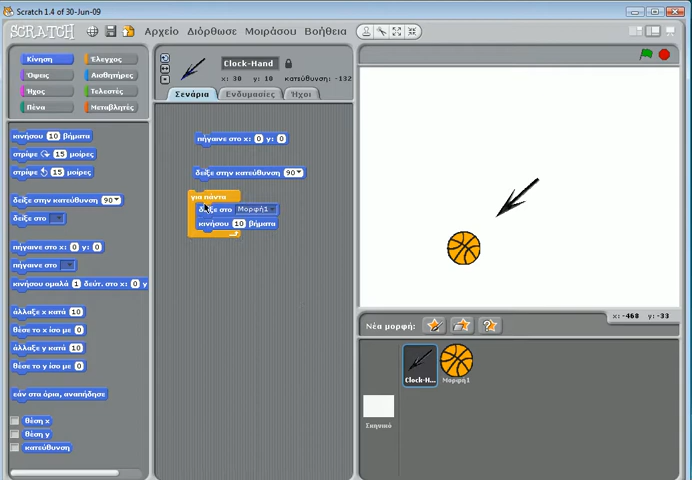 Scratch 1.4 of 30-Jun-09
SCRATCH Αρχείο Διόρθωσε Μοιράσου Βοήθεια
Κίνηση Έλεγχος
Όψεις Αισθητήρες
Ήχος Τελεστές
Πένα Μεταβλητές
κινήσου 10 βήματα
στρίψε 15 μοίρες
στρίψε 15 μοίρες
δείξε στην κατεύθυνση 90
δείξε στο
πήγαινε στο x: 0 y: 0
πήγαινε στο
κινήσου ομαλά 1 δεύτ. στο x: 0 y
άλλαξε x κατά 10
θέσε το x ίσο με 0
άλλαξε y κατά 10
θέσε το y ίσο με 0
εάν στα όρια, αναπήδησε
θέση x
θέση y
κατεύθυνση
Clock-Hand
x: 30 y: 10 κατεύθυνση: -132
Σενάρια Ενδυμασίες Ήχοι
πήγαινε στο x: 0 y: 0
δείξε στην κατεύθυνση 90
για πάντα
δείξε στο Μορφή1
κινήσου 10 βήματα
x: -460 y: -33
Νέα μορφή:
Clock-H... Μορφή1
Σκηνικό